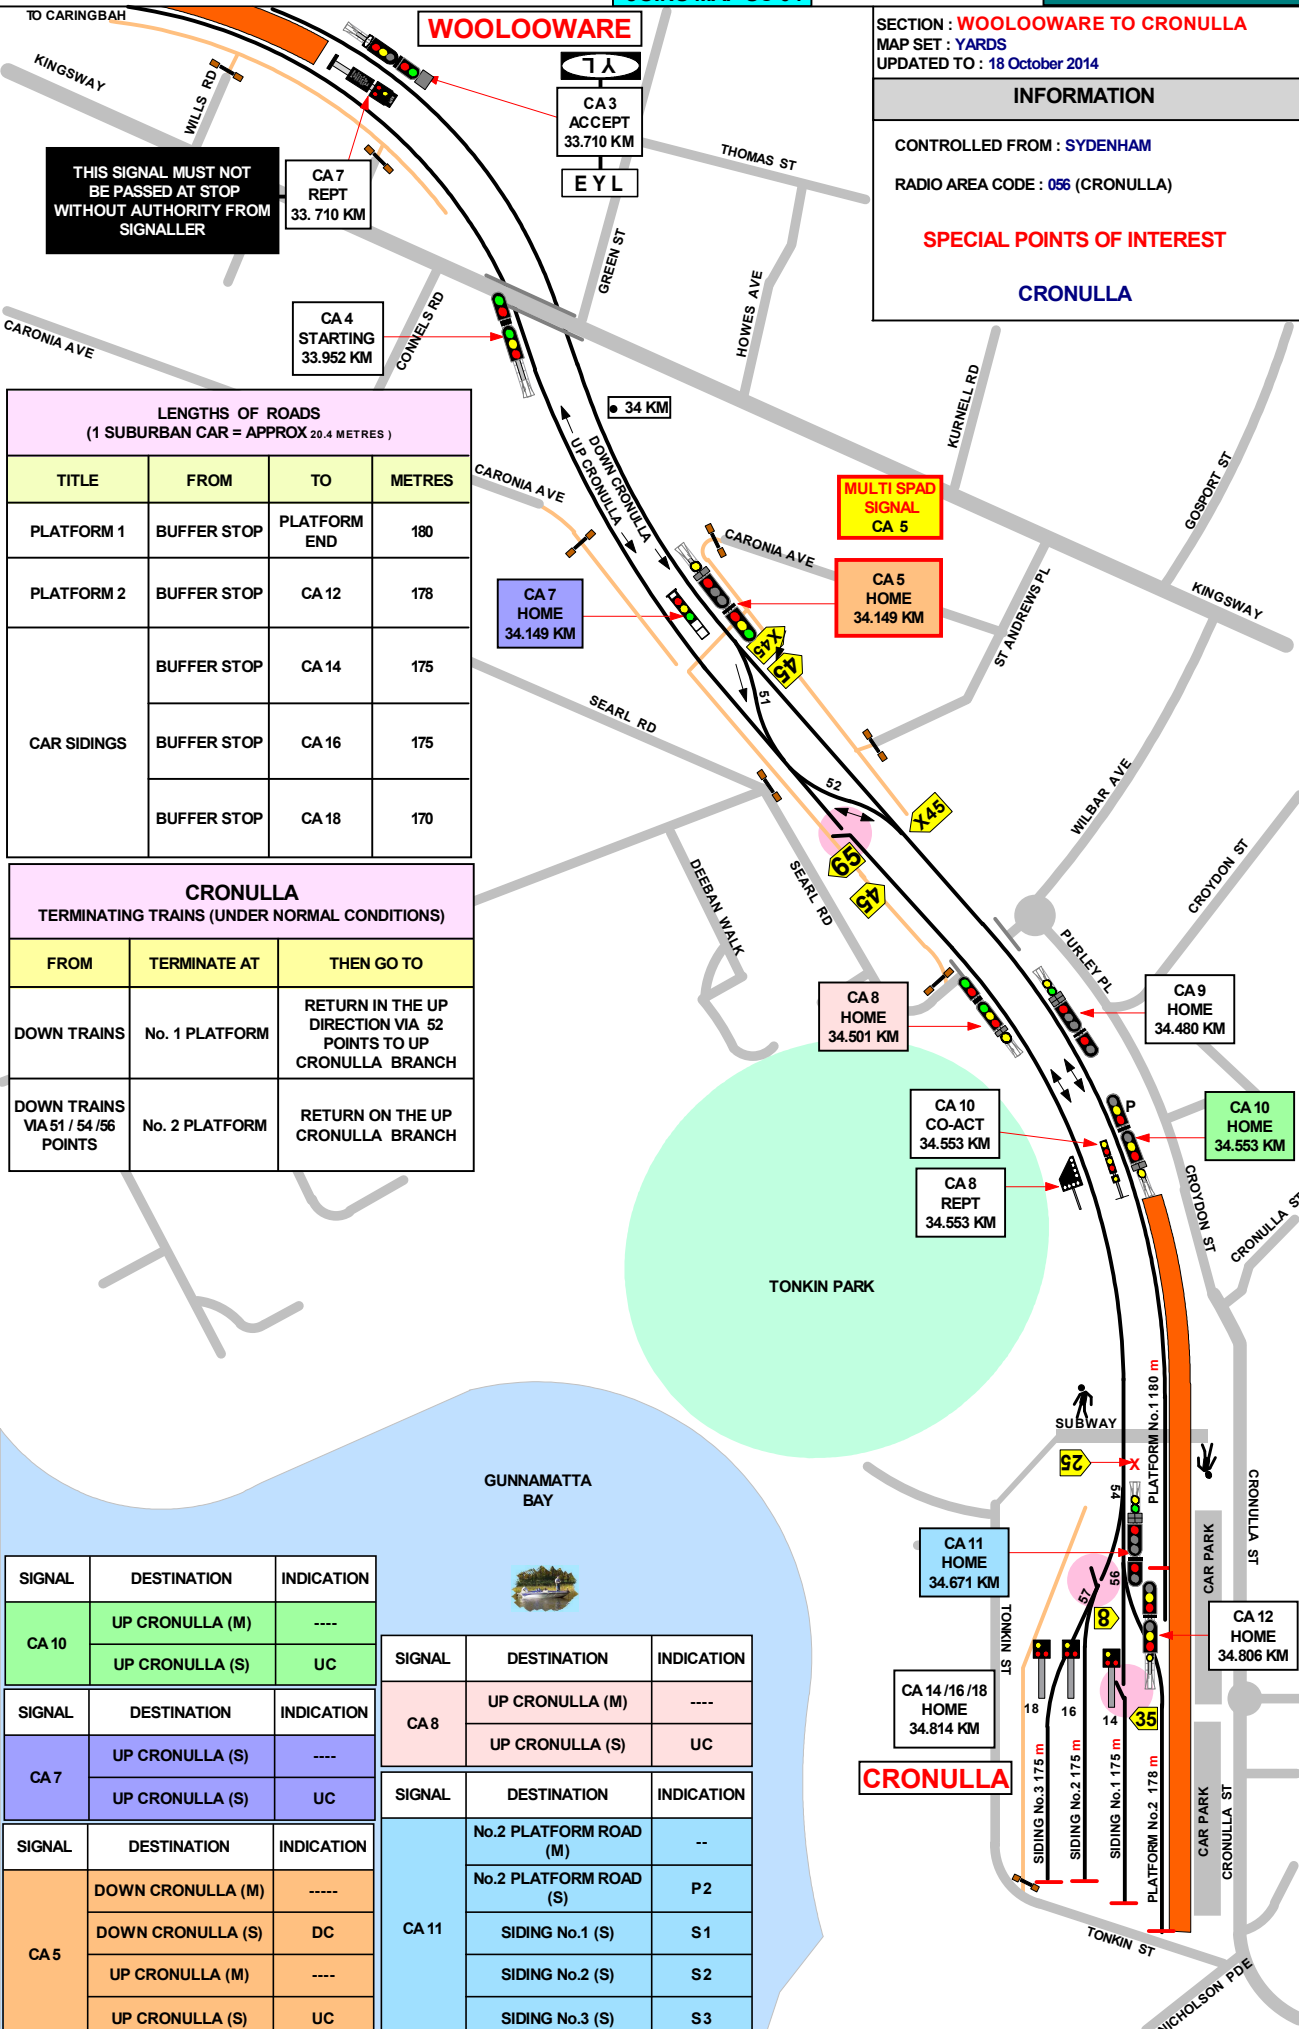 TO CARINGBAH
KINGSWAY
WILLS RD
WOOLOOWARE
YL
CA 3
ACCEPT
33.710 KM
EYL
SECTION : WOOLOOWARE TO CRONULLA
MAP SET : YARDS
UPDATED TO : 18 October 2014
INFORMATION
CONTROLLED FROM : SYDENHAM
RADIO AREA CODE : 056 (CRONULLA)
SPECIAL POINTS OF INTEREST
CRONULLA
THIS SIGNAL MUST NOT
BE PASSED AT STOP
WITHOUT AUTHORITY FROM
SIGNALLER
CA 7
REPT
33. 710 KM
THOMAS ST
GREEN ST
HOWES AVE
CARONIA AVE
CONNELS RD
CA 4
STARTING
33.952 KM
34 KM
KURNELL RD
GOSPORT ST
KINGSWAY
LENGTHS OF ROADS
(1 SUBURBAN CAR = APPROX 20.4 METRES )
TITLE FROM TO METRES
PLATFORM 1 BUFFER STOP PLATFORM END 180
PLATFORM 2 BUFFER STOP CA 12 178
CAR SIDINGS
BUFFER STOP CA 14 175
BUFFER STOP CA 16 175
BUFFER STOP CA 18 170
CARONIA AVE
UP CRONULLA
DOWN CRONULLA
MULTI SPAD
SIGNAL
CA 5
CARONIA AVE
CA 5
HOME
34.149 KM
CA 7
HOME
34.149 KM
ST ANDREWS PL
X45
45
51
52
SEARL RD
X45
65
45
WILBAR AVE
CROYDON ST
DEEBAN WALK
SEARL RD
PURLEY PL
CRONULLA
TERMINATING TRAINS (UNDER NORMAL CONDITIONS)
FROM TERMINATE AT THEN GO TO
DOWN TRAINS No. 1 PLATFORM
RETURN IN THE UP
DIRECTION VIA 52
POINTS TO UP
CRONULLA BRANCH
DOWN TRAINS
VIA 51 / 54 /56
POINTS
No. 2 PLATFORM
RETURN ON THE UP
CRONULLA BRANCH
CA 8
HOME
34.501 KM
CA 9
HOME
34.480 KM
CA 10
CO-ACT
34.553 KM
P
CA 10
HOME
34.553 KM
CA 8
REPT
34.553 KM
CROYDON ST
CRONULLA ST
TONKIN PARK
PLATFORM No.1 180 m
SUBWAY
25
X
54
GUNNAMATTA
BAY
CA 11
HOME
34.671 KM
56
57
8
CAR PARK
CRONULLA ST
TONKIN ST
CA 12
HOME
34.806 KM
CA 14 /16 /18
HOME
34.814 KM
18
16
14
35
CRONULLA
SIDING No.3 175 m
SIDING No.2 175 m
SIDING No.1 175 m
PLATFORM No.2 178 m
CAR PARK
CRONULLA ST
TONKIN ST
NICHOLSON PDE
SIGNAL DESTINATION INDICATION
CA 10
UP CRONULLA (M) ----
UP CRONULLA (S) UC
SIGNAL DESTINATION INDICATION
CA 7
UP CRONULLA (S) ----
UP CRONULLA (S) UC
SIGNAL DESTINATION INDICATION
CA 5
DOWN CRONULLA (M) -----
DOWN CRONULLA (S) DC
UP CRONULLA (M) ----
UP CRONULLA (S) UC
SIGNAL DESTINATION INDICATION
CA 8
UP CRONULLA (M) ----
UP CRONULLA (S) UC
SIGNAL DESTINATION INDICATION
CA 11
No.2 PLATFORM ROAD
(M)
--
No.2 PLATFORM ROAD
(S)
P 2
SIDING No.1 (S) S 1
SIDING No.2 (S) S 2
SIDING No.3 (S) S 3